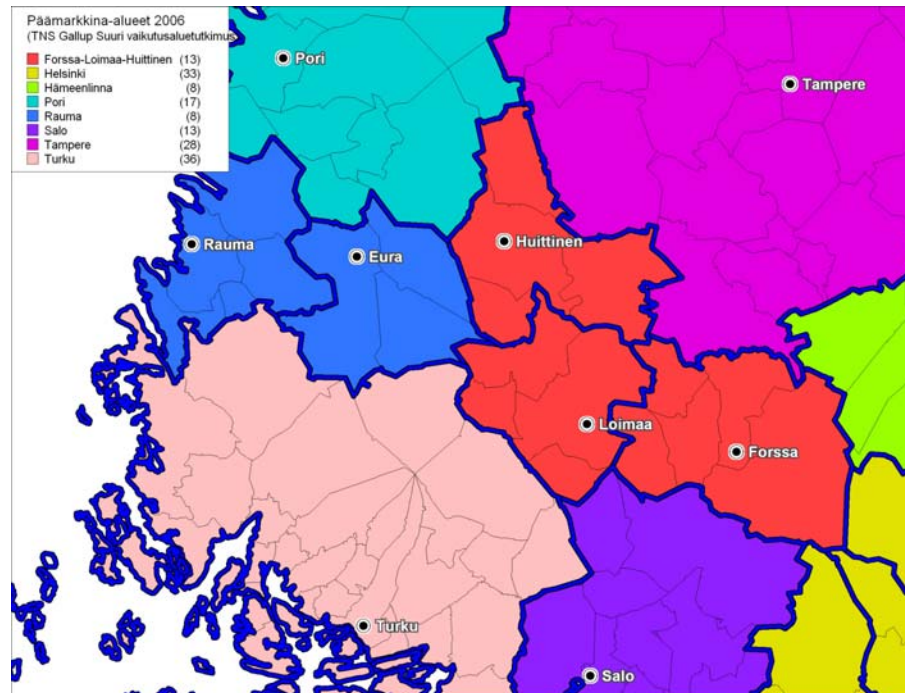 Päämarkkina-alueet 2006
(TNS Gallup Suuri vaikutusaluetutkimus
Forssa-Loimaa-Huittinen (13)
Helsinki (33)
Hämeenlinna (8)
Pori (17)
Rauma (8)
Salo (13)
Tampere (28)
Turku (36)
Pori
Tampere
Rauma
Eura
Huittinen
Loimaa
Forssa
Turku
Salo